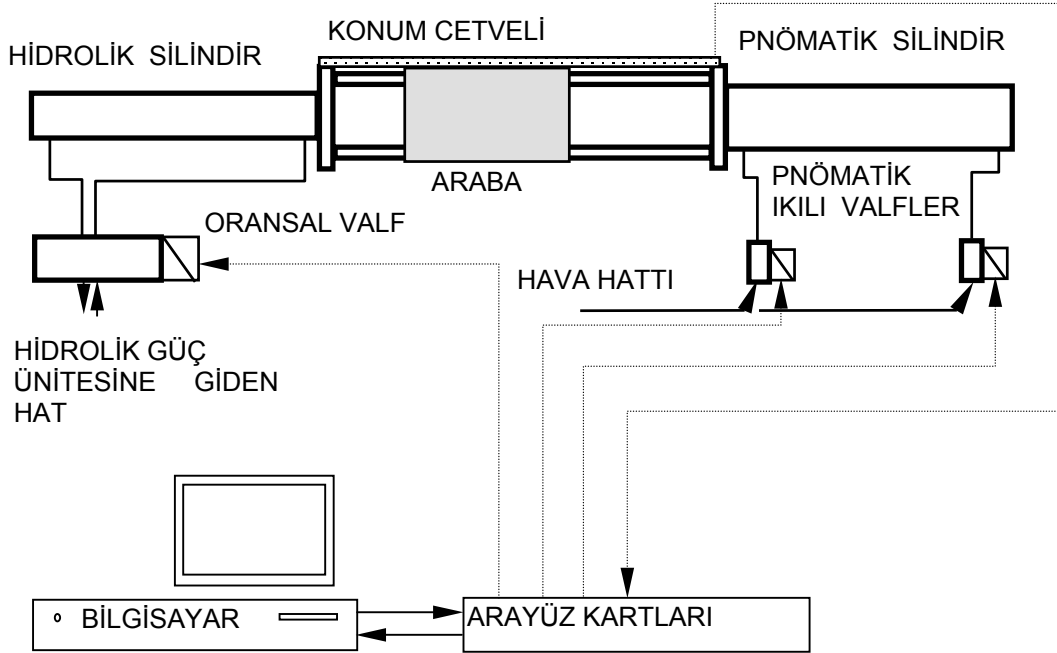 KONUM CETVELİ
PNÖMATİK SİLİNDİR
HİDROLİK SİLİNDİR
ARABA
PNÖMATİK
IKILI VALFLER
ORANSAL VALF
HAVA HATTI
HİDROLİK GÜÇ
ÜNİTESİNE GİDEN
HAT
BİLGİSAYAR
ARAYÜZ KARTLARI